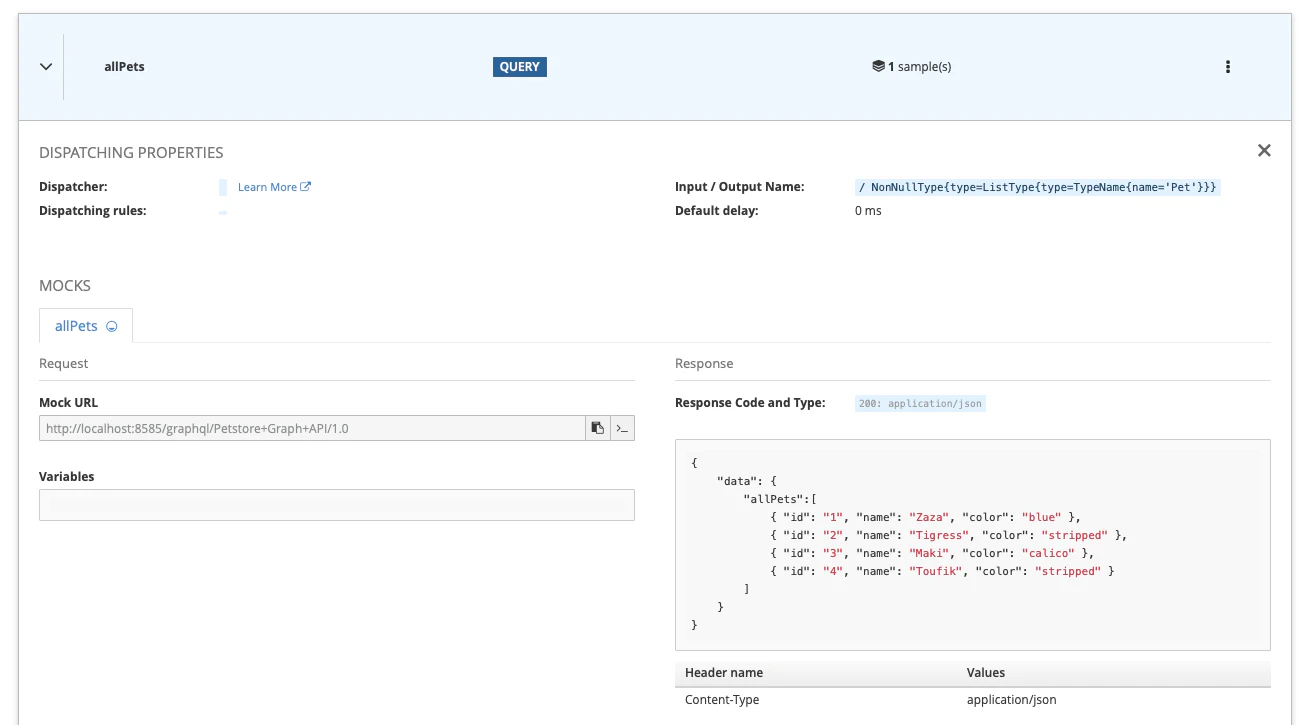 allPets QUERY 1 sample(s)
DISPATCHING PROPERTIES
Dispatcher: Learn More Input / Output Name: / NonNullType{type=ListType{type=TypeName{name='Pet'}}}
Dispatching rules: Default delay: 0 ms
MOCKS
allPets
Request
Mock URL
http://localhost:8585/graphql/Petstore+Graph+API/1.0
>_
Variables
Response
Response Code and Type: 200: application/json
{
    "data": {
        "allPets":[
            { "id": "1", "name": "Zaza", "color": "blue" },
            { "id": "2", "name": "Tigress", "color": "stripped" },
            { "id": "3", "name": "Maki", "color": "calico" },
            { "id": "4", "name": "Toufik", "color": "stripped" }
        ]
    }
}
Header name Values
Content-Type application/json